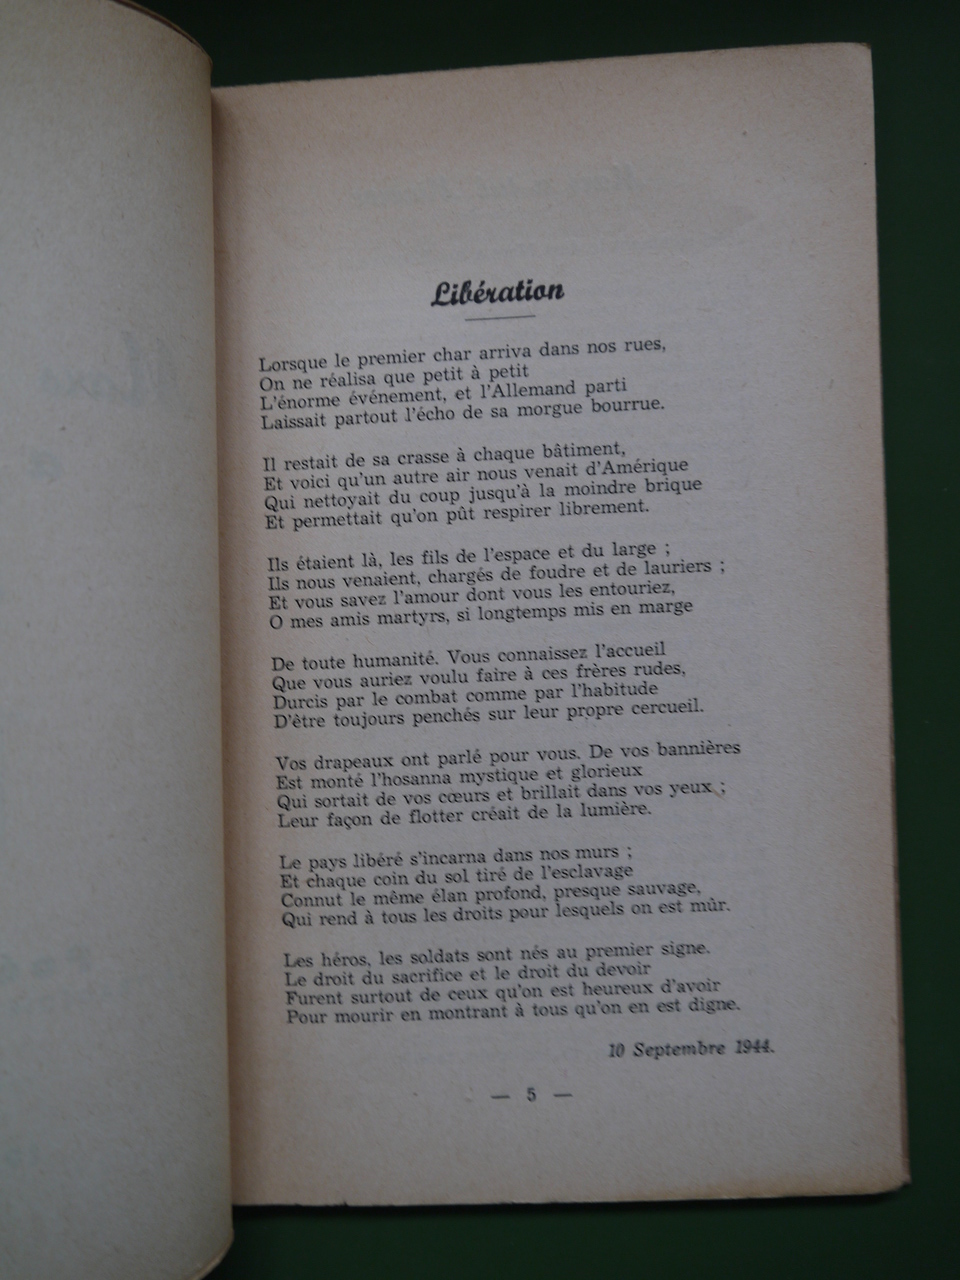 Libération
Lorsque le premier char arriva dans nos rues,
On ne réalisa que petit à petit
L'énorme événement, et l'Allemand parti
Laissait partout l'écho de sa morgue bourrue.
Il restait de sa crasse à chaque bâtiment,
Et voici qu'un autre air nous venait d'Amérique
Qui nettoyait du coup jusqu'à la moindre brique
Et permettait qu'on pût respirer librement.
Ils étaient là, les fils de l'espace et du large ;
Ils nous venaient, chargés de foudre et de lauriers ;
Et vous savez l'amour dont vous les entouriez,
O mes amis martyrs, si longtemps mis en marge
De toute humanité. Vous connaissez l'accueil
Que vous auriez voulu faire à ces frères rudes,
Durcis par le combat comme par l'habitude
D'être toujours penchés sur leur propre cercueil.
Vos drapeaux ont parlé pour vous. De vos bannières
Est monté l'hosanna mystique et glorieux
Qui sortait de vos cœurs et brillait dans vos yeux ;
Leur façon de flotter créait de la lumière.
Le pays libéré s'incarna dans nos murs ;
Et chaque coin du sol tiré de l'esclavage
Connut le même élan profond, presque sauvage,
Qui rend à tous les droits pour lesquels on est mûr.
Les héros, les soldats sont nés au premier signe.
Le droit du sacrifice et le droit du devoir
Furent surtout de ceux qu'on est heureux d'avoir
Pour mourir en montrant à tous qu'on en est digne.
10 Septembre 1944.
— 5 —